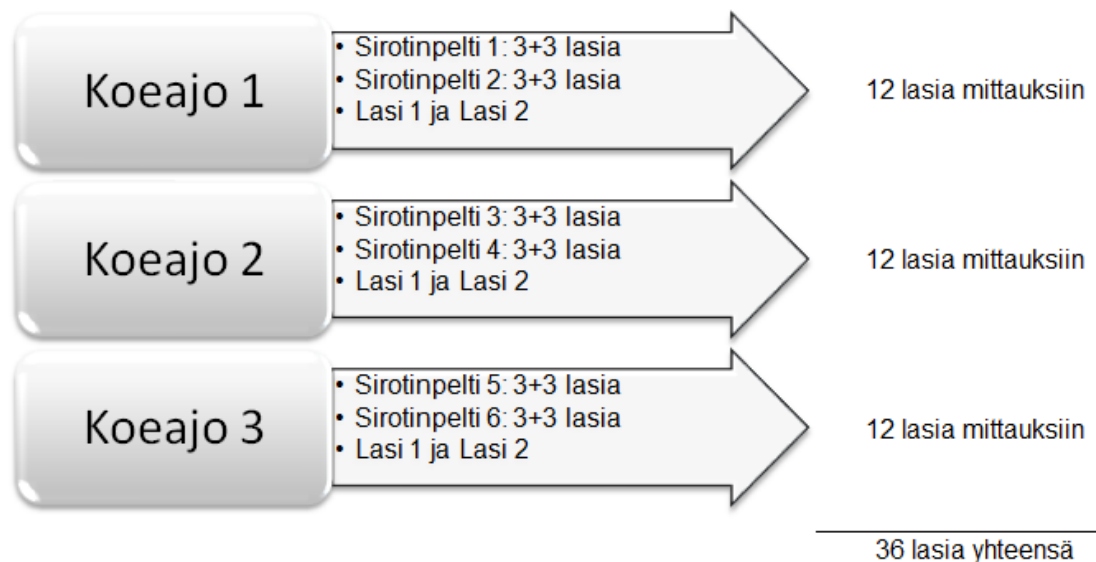 Koeajo 1
• Sirotinpelti 1: 3+3 lasia
• Sirotinpelti 2: 3+3 lasia
• Lasi 1 ja Lasi 2
12 lasia mittauksiin
Koeajo 2
• Sirotinpelti 3: 3+3 lasia
• Sirotinpelti 4: 3+3 lasia
• Lasi 1 ja Lasi 2
12 lasia mittauksiin
Koeajo 3
• Sirotinpelti 5: 3+3 lasia
• Sirotinpelti 6: 3+3 lasia
• Lasi 1 ja Lasi 2
12 lasia mittauksiin
36 lasia yhteensä